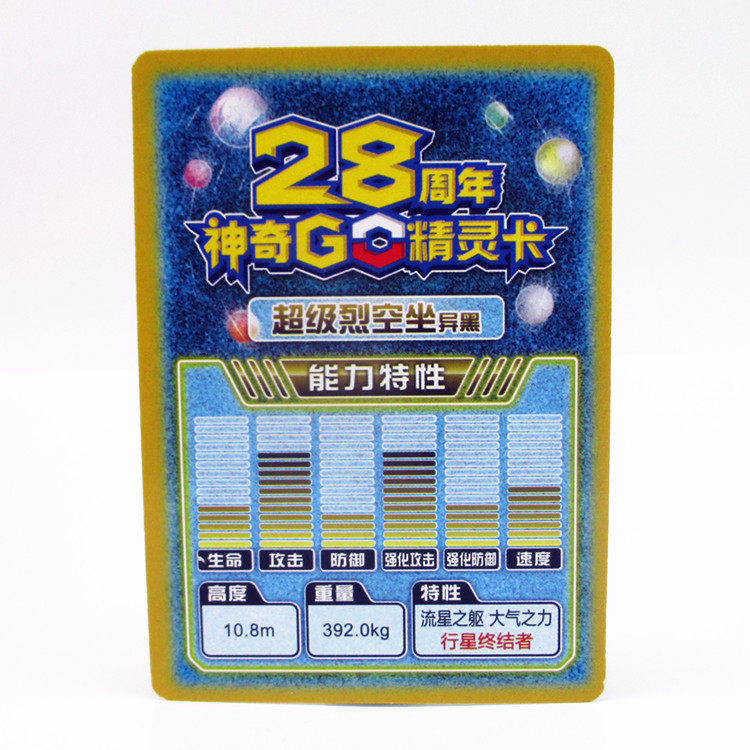 28周年
神奇GO精灵卡
超级烈空坐异黑
能力特性
生命 攻击 防御 强化攻击 强化防御 速度
高度 重量 特性
10.8m 392.0kg 流星之躯 大气之力
行星终结者